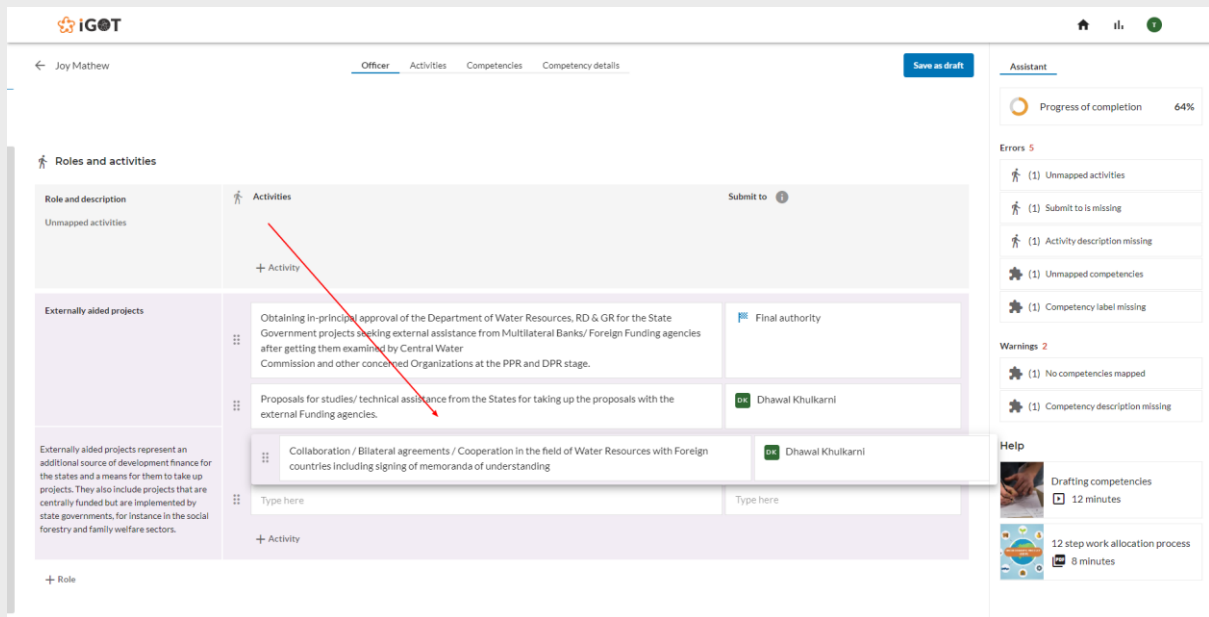 iGOT
T
Joy Mathew
Officer
Activities
Competencies
Competency details
Save as draft
Roles and activities
Role and description
Activities
Submit to
Unmapped activities
+ Activity
Externally aided projects
Obtaining in-principal approval of the Department of Water Resources, RD & GR for the State
Government projects seeking external assistance from Multilateral Banks/ Foreign Funding agencies
after getting them examined by Central Water
Commission and other concerned Organizations at the PPR and DPR stage.
Final authority
Proposals for studies/ technical assistance from the States for taking up the proposals with the
external Funding agencies.
DK Dhawal Khulkarni
Externally aided projects represent an
additional source of development finance for
the states and a means for them to take up
projects. They also include projects that are
centrally funded but are implemented by
state governments, for instance in the social
forestry and family welfare sectors.
Collaboration / Bilateral agreements / Cooperation in the field of Water Resources with Foreign
countries including signing of memoranda of understanding
DK Dhawal Khulkarni
Type here
Type here
+ Activity
+ Role
Assistant
Progress of completion 64%
Errors 5
(1) Unmapped activities
(1) Submit to is missing
(1) Activity description missing
(1) Unmapped competencies
(1) Competency label missing
Warnings 2
(1) No competencies mapped
(1) Competency description missing
Help
Drafting competencies
12 minutes
12 step work allocation process
PDF 8 minutes